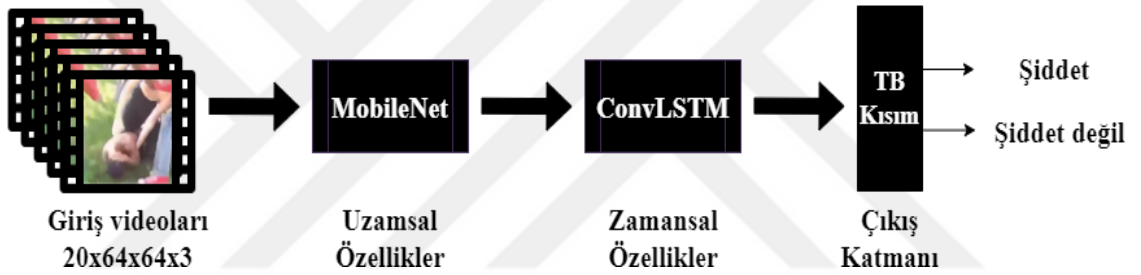 MobileNet
ConvLSTM
TB
Kısım
Şiddet
Şiddet değil
Giriş videoları
20x64x64x3
Uzamsal
Özellikler
Zamansal
Özellikler
Çıkış
Katmanı